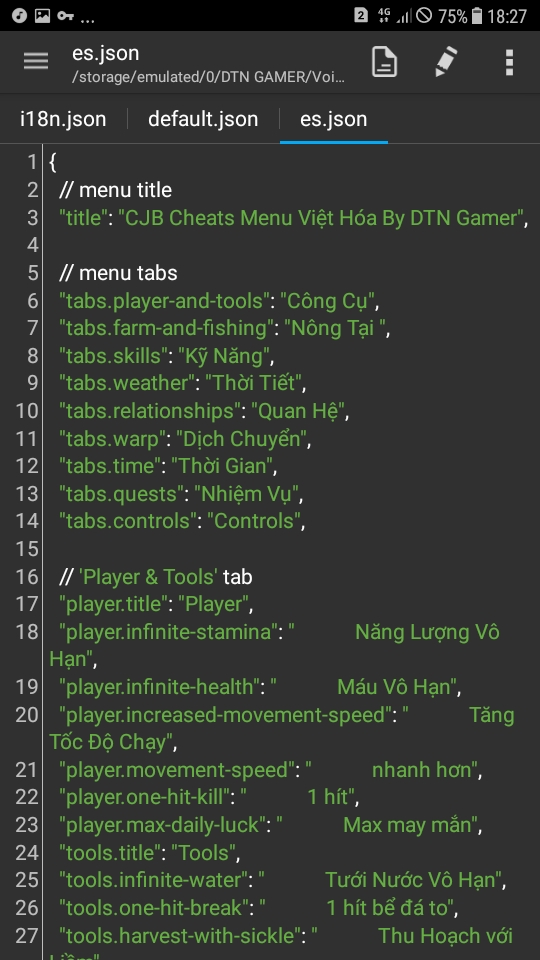 ... 2 4G 75% 18:27
es.json
/storage/emulated/0/DTN GAMER/Voi...
i18n.json default.json es.json
1 {
2 // menu title
3 "title": "CJB Cheats Menu Việt Hóa By DTN Gamer",
4
5 // menu tabs
6 "tabs.player-and-tools": "Công Cụ",
7 "tabs.farm-and-fishing": "Nông Tại ",
8 "tabs.skills": "Kỹ Năng",
9 "tabs.weather": "Thời Tiết",
10 "tabs.relationships": "Quan Hệ",
11 "tabs.warp": "Dịch Chuyển",
12 "tabs.time": "Thời Gian",
13 "tabs.quests": "Nhiệm Vụ",
14 "tabs.controls": "Controls",
15
16 // 'Player & Tools' tab
17 "player.title": "Player",
18 "player.infinite-stamina": " Năng Lượng Vô
Hạn",
19 "player.infinite-health": " Máu Vô Hạn",
20 "player.increased-movement-speed": " Tăng
Tốc Độ Chạy",
21 "player.movement-speed": " nhanh hơn",
22 "player.one-hit-kill": " 1 hít",
23 "player.max-daily-luck": " Max may mắn",
24 "tools.title": "Tools",
25 "tools.infinite-water": " Tưới Nước Vô Hạn",
26 "tools.one-hit-break": " 1 hít bể đá to",
27 "tools.harvest-with-sickle": " Thu Hoạch với